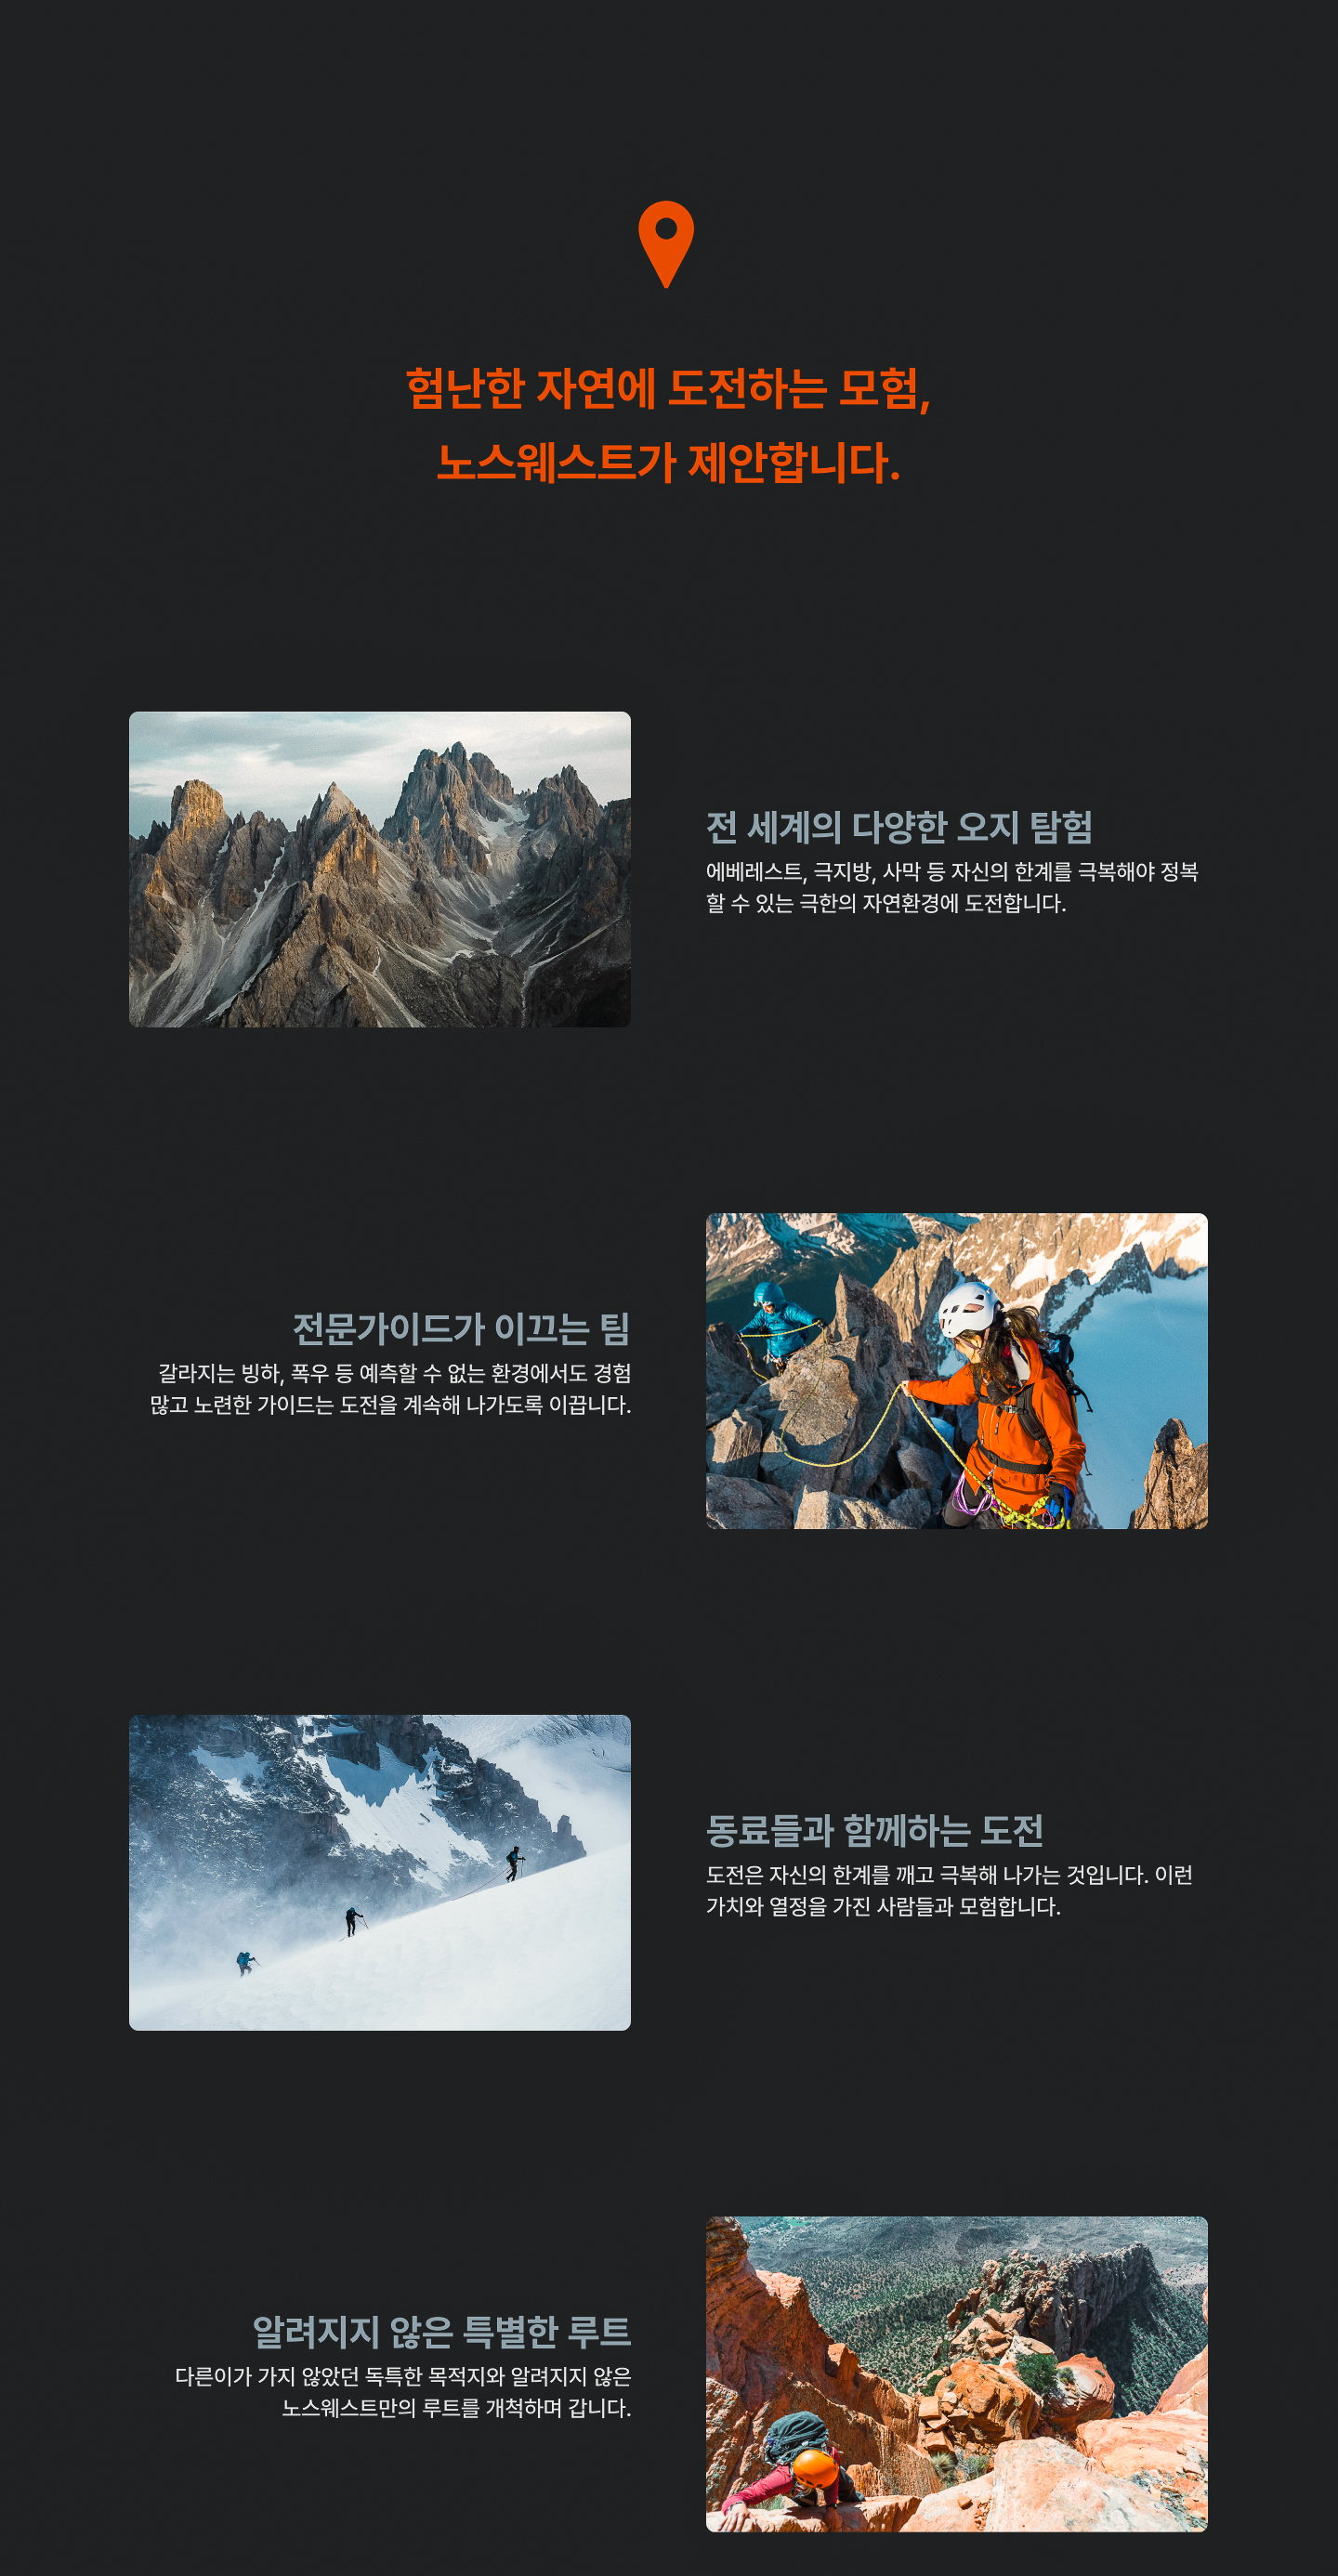 험난한 자연에 도전하는 모험,
노스웨스트가 제안합니다.
전 세계의 다양한 오지 탐험
에베레스트, 극지방, 사막 등 자신의 한계를 극복해야 정복
할 수 있는 극한의 자연환경에 도전합니다.
전문가이드가 이끄는 팀
갈라지는 빙하, 폭우 등 예측할 수 없는 환경에서도 경험
많고 노련한 가이드는 도전을 계속해 나가도록 이끕니다.
동료들과 함께하는 도전
도전은 자신의 한계를 깨고 극복해 나가는 것입니다. 이런
가치와 열정을 가진 사람들과 모험합니다.
알려지지 않은 특별한 루트
다른이가 가지 않았던 독특한 목적지와 알려지지 않은
노스웨스트만의 루트를 개척하며 갑니다.